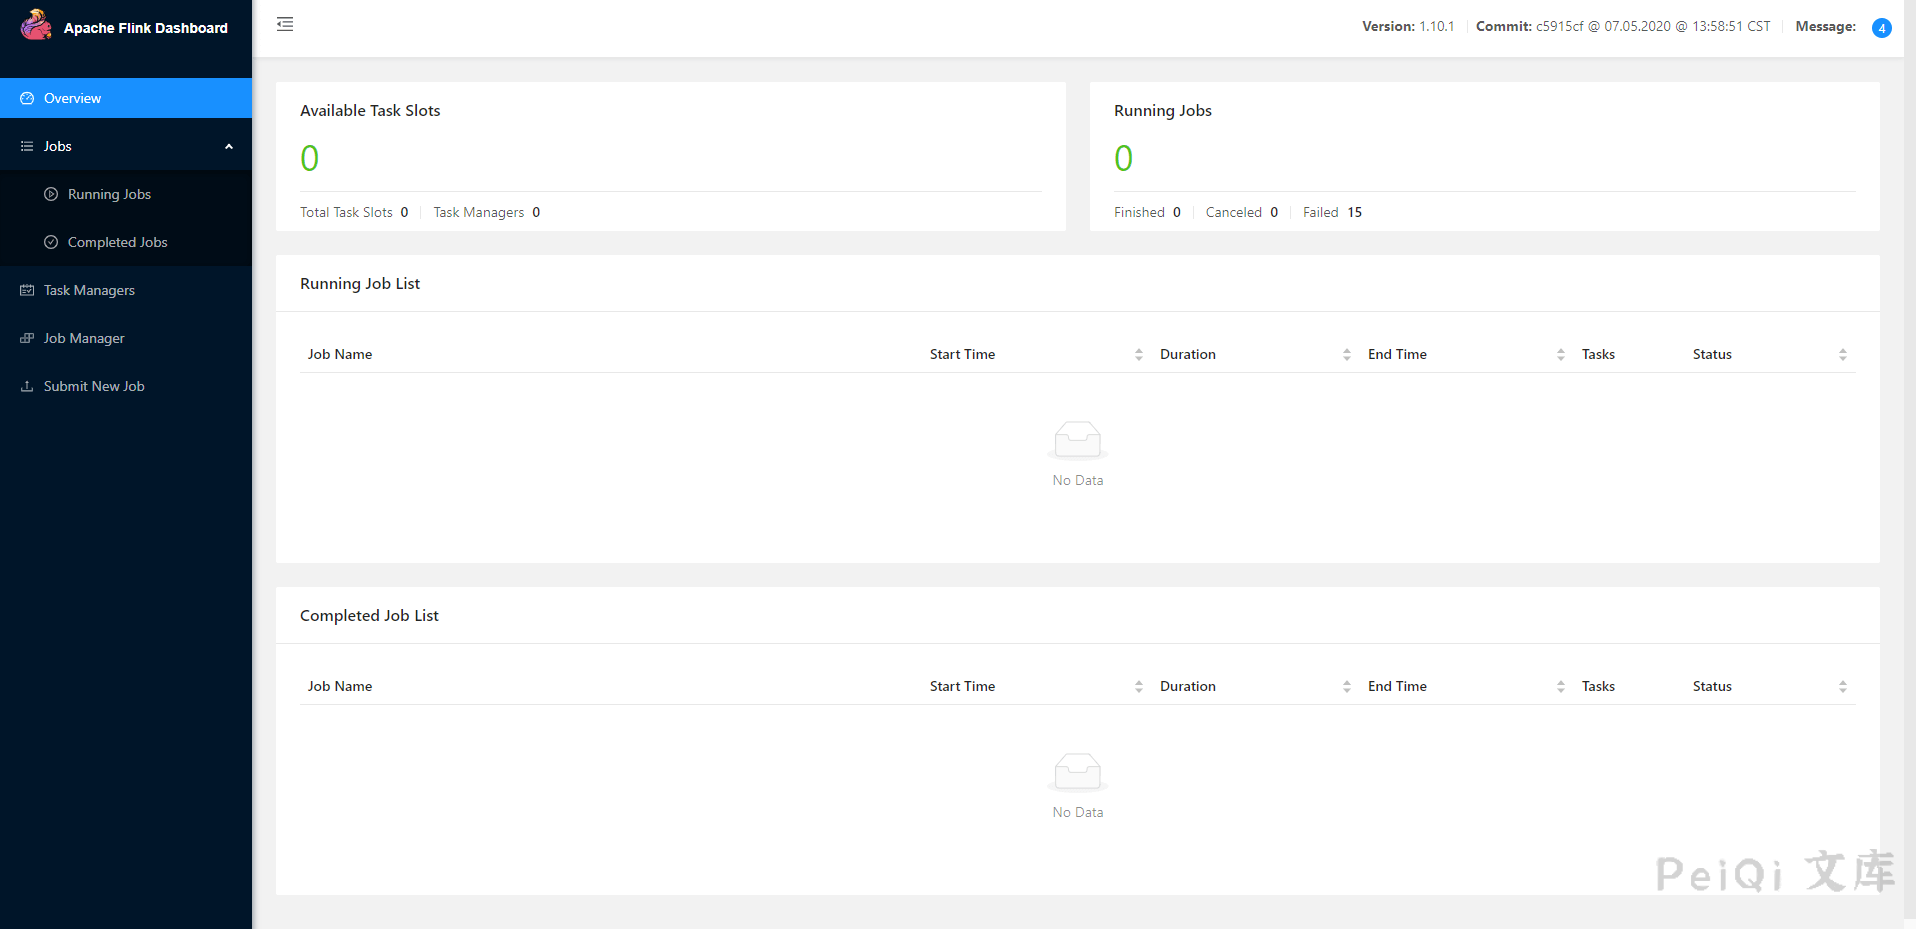 Apache Flink Dashboard
Version: 1.10.1 Commit: c5915cf @ 07.05.2020 @ 13:58:51 CST Message: 4
Overview
Jobs
Running Jobs
Completed Jobs
Task Managers
Job Manager
Submit New Job
Available Task Slots
0
Total Task Slots 0 Task Managers 0
Running Jobs
0
Finished 0 Canceled 0 Failed 15
Running Job List
Job Name Start Time Duration End Time Tasks Status
No Data
Completed Job List
Job Name Start Time Duration End Time Tasks Status
No Data
PeiQi 文库